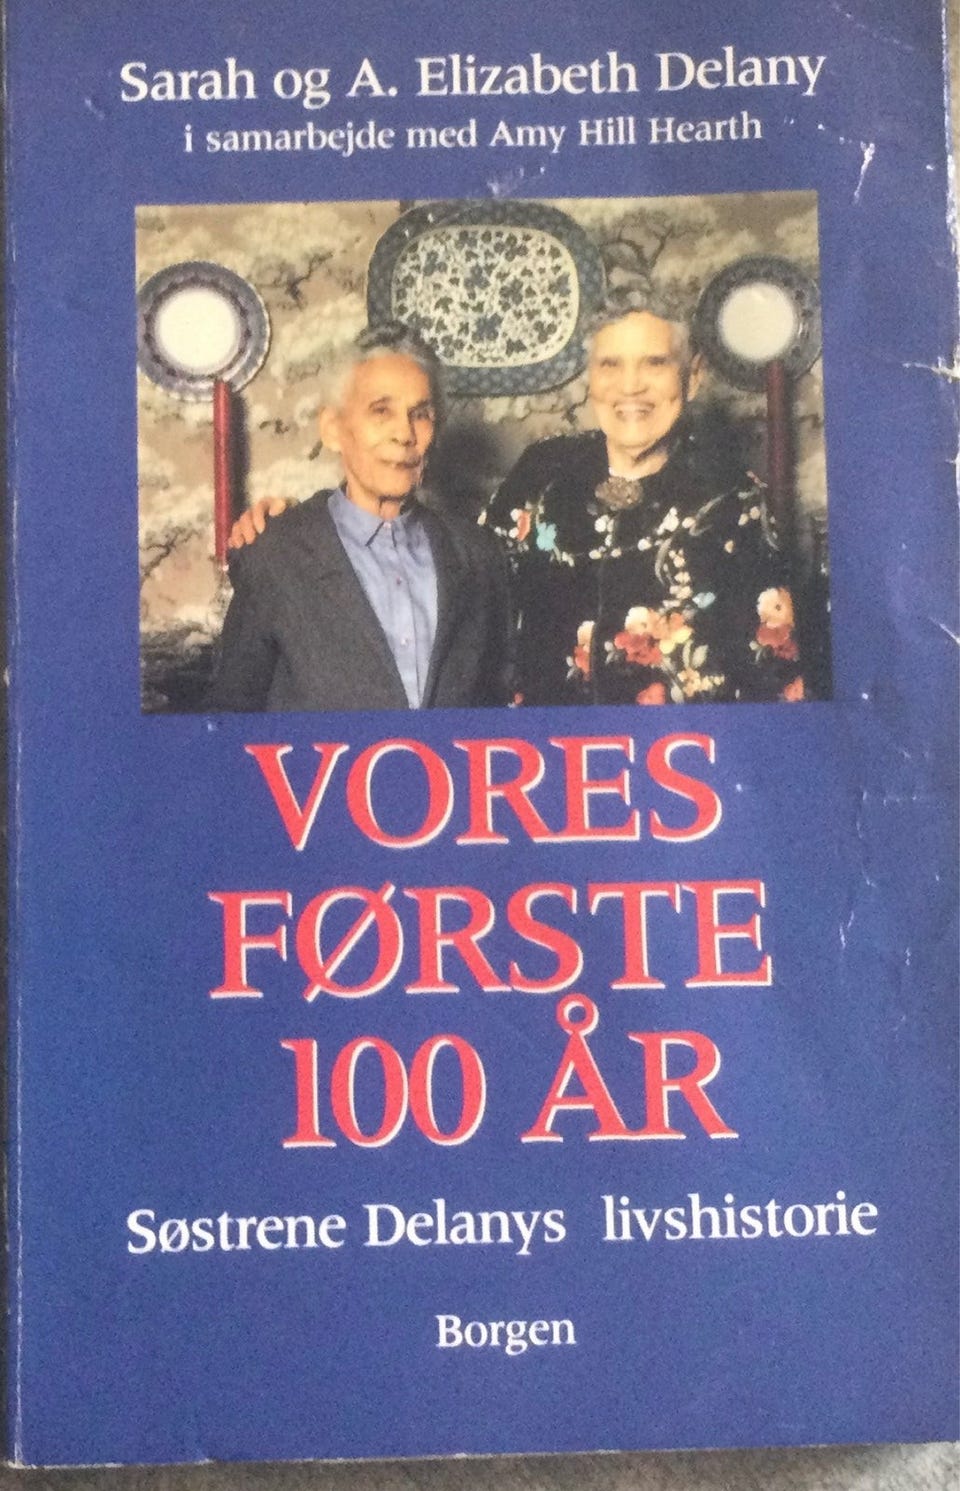 Sarah og A. Elizabeth Delany
i samarbejde med Amy Hill Hearth
VORES
FØRSTE
100 ÅR
Søstrene Delanys livshistorie
Borgen